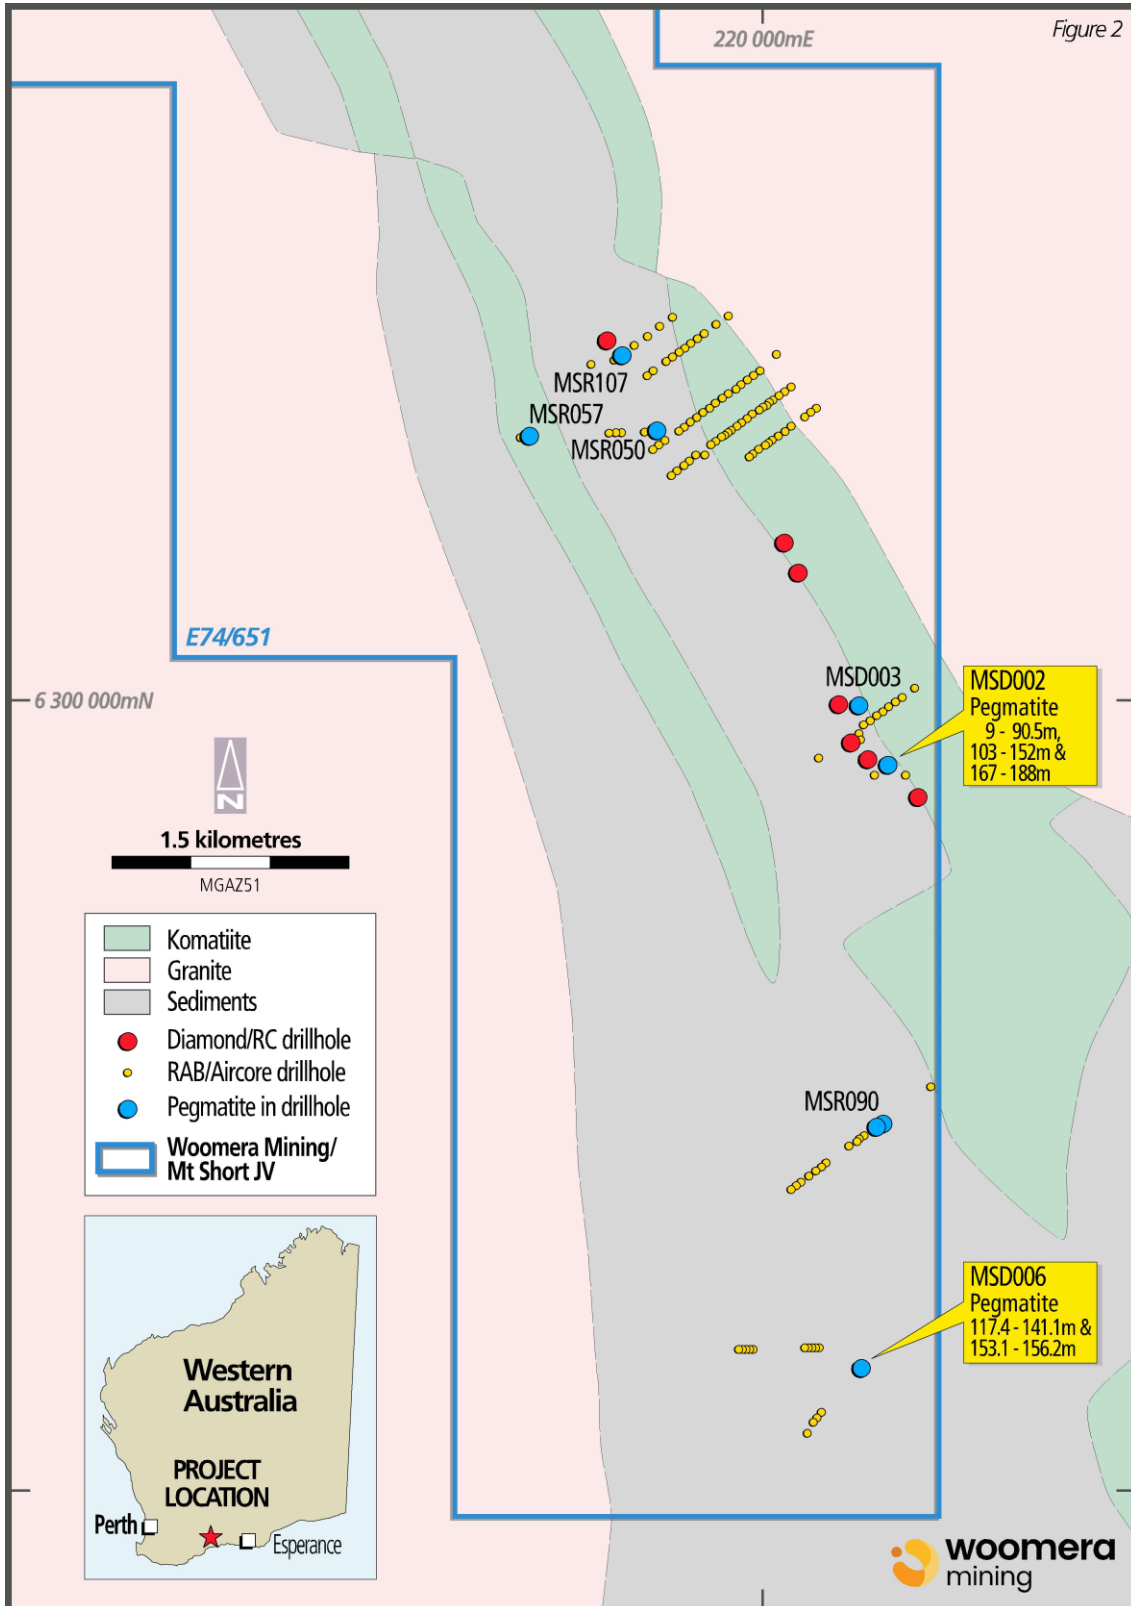 Figure 2
220 000mE
MSR107
MSR057
MSR050
E74/651
6 300 000mN
MSD003
MSD002
Pegmatite
9 - 90.5m,
103 - 152m &
167 - 188m
N
1.5 kilometres
MGAZ51
Komatiite
Granite
Sediments
Diamond/RC drillhole
RAB/Aircore drillhole
Pegmatite in drillhole
Woomera Mining/
Mt Short JV
MSR090
MSD006
Pegmatite
117.4 - 141.1m &
153.1 - 156.2m
Western
Australia
PROJECT
LOCATION
Perth
Esperance
woomera
mining